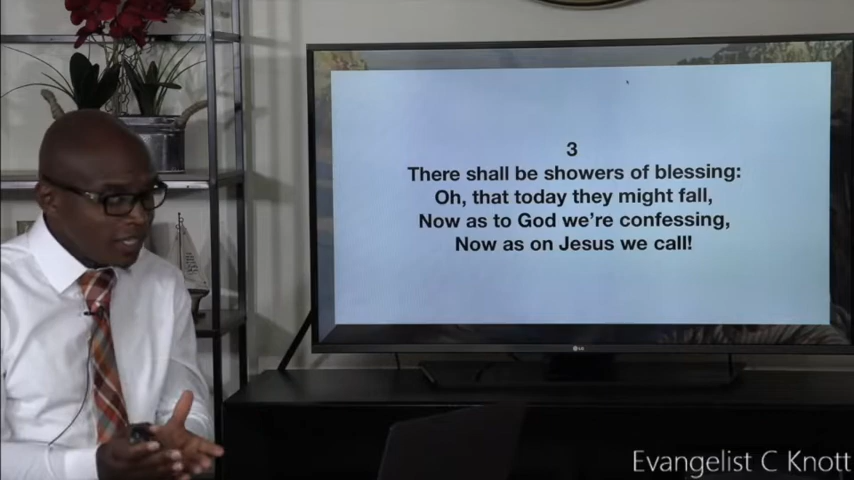 3
There shall be showers of blessing:
Oh, that today they might fall,
Now as to God we're confessing,
Now as on Jesus we call!
LG
Evangelist C Knott